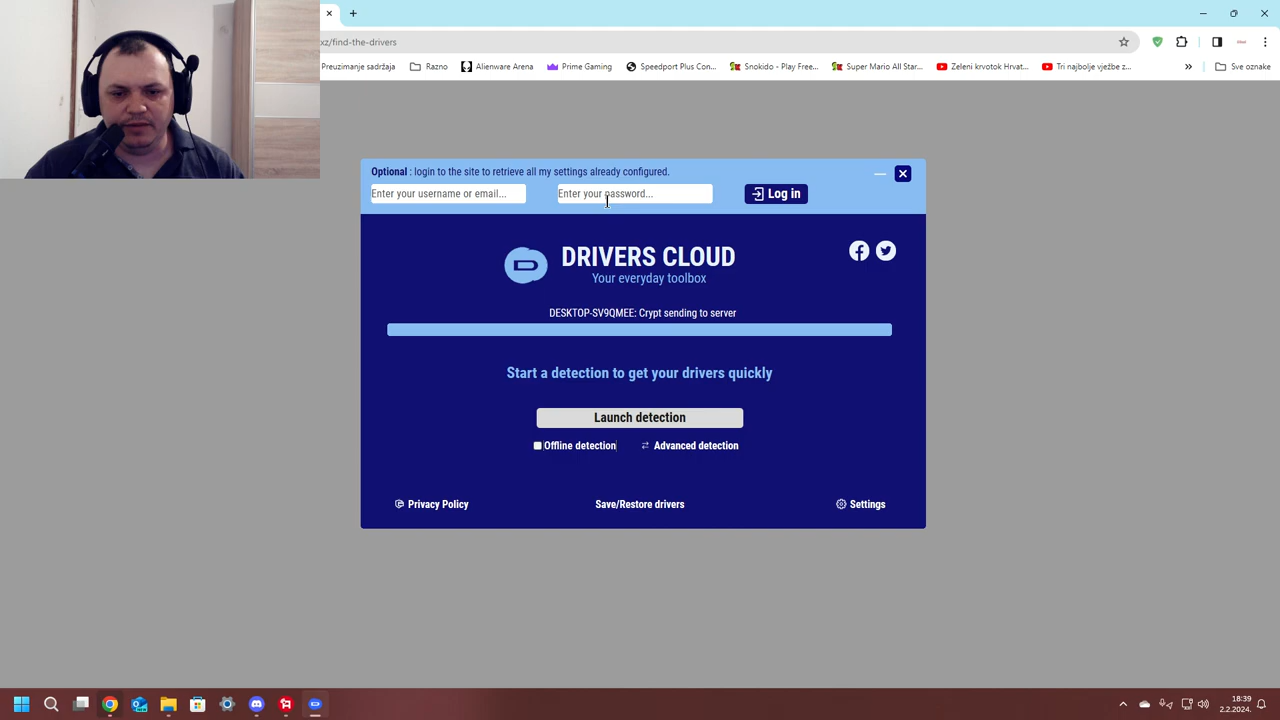 xz/find-the-drivers
Preuzimanje sadržaja
Razno
Alienware Arena
Prime Gaming
Speedport Plus Con...
Snokido - Play Free...
Super Mario All Star...
Zeleni krvotok Hrvat...
Tri najbolje vježbe z...
»
Sve oznake
Optional : login to the site to retrieve all my settings already configured.
Enter your username or email...
Enter your password...
Log in
DRIVERS CLOUD
Your everyday toolbox
DESKTOP-SV9QMEE: Crypt sending to server
Start a detection to get your drivers quickly
Launch detection
Offline detection
Advanced detection
Privacy Policy
Save/Restore drivers
Settings
18:39
2.2.2024.